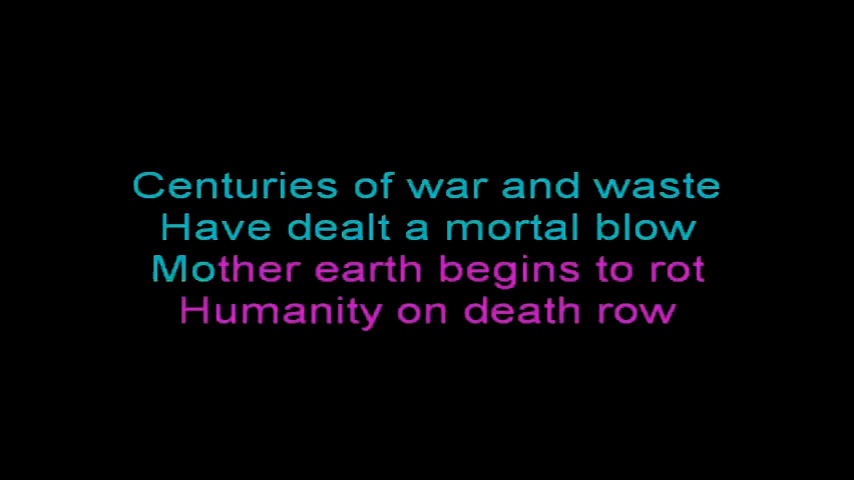 Centuries of war and waste
Have dealt a mortal blow
Mother earth begins to rot
Humanity on death row